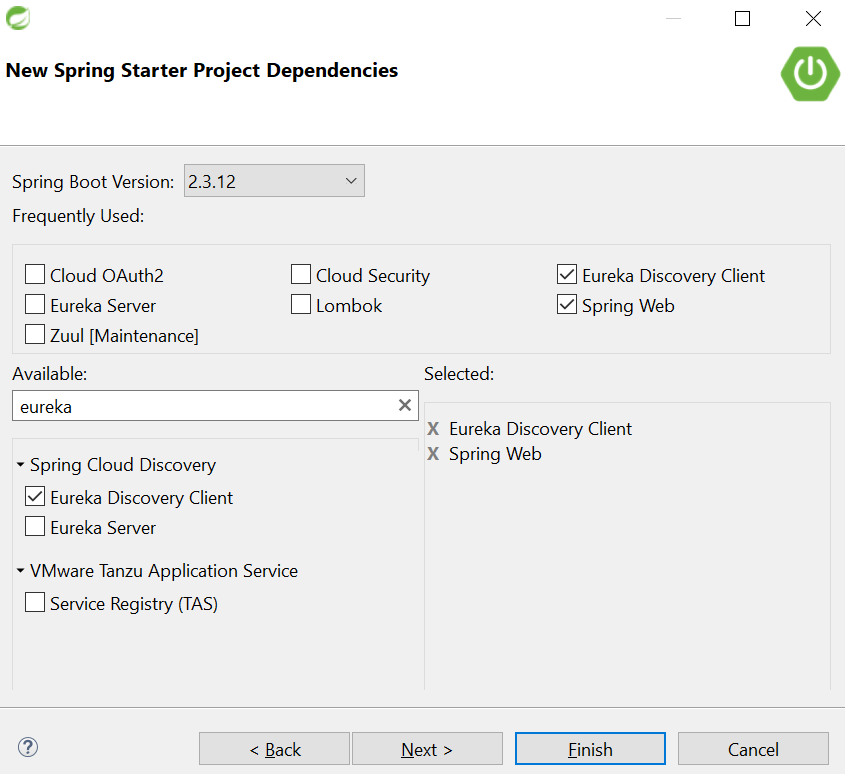 New Spring Starter Project Dependencies
Spring Boot Version: 2.3.12
Frequently Used:
Cloud OAuth2 Cloud Security Eureka Discovery Client
Eureka Server Lombok Spring Web
Zuul [Maintenance]
Available: Selected:
eureka
X Eureka Discovery Client
X Spring Web
Spring Cloud Discovery
Eureka Discovery Client
Eureka Server
VMware Tanzu Application Service
Service Registry (TAS)
? < Back Next > Finish Cancel